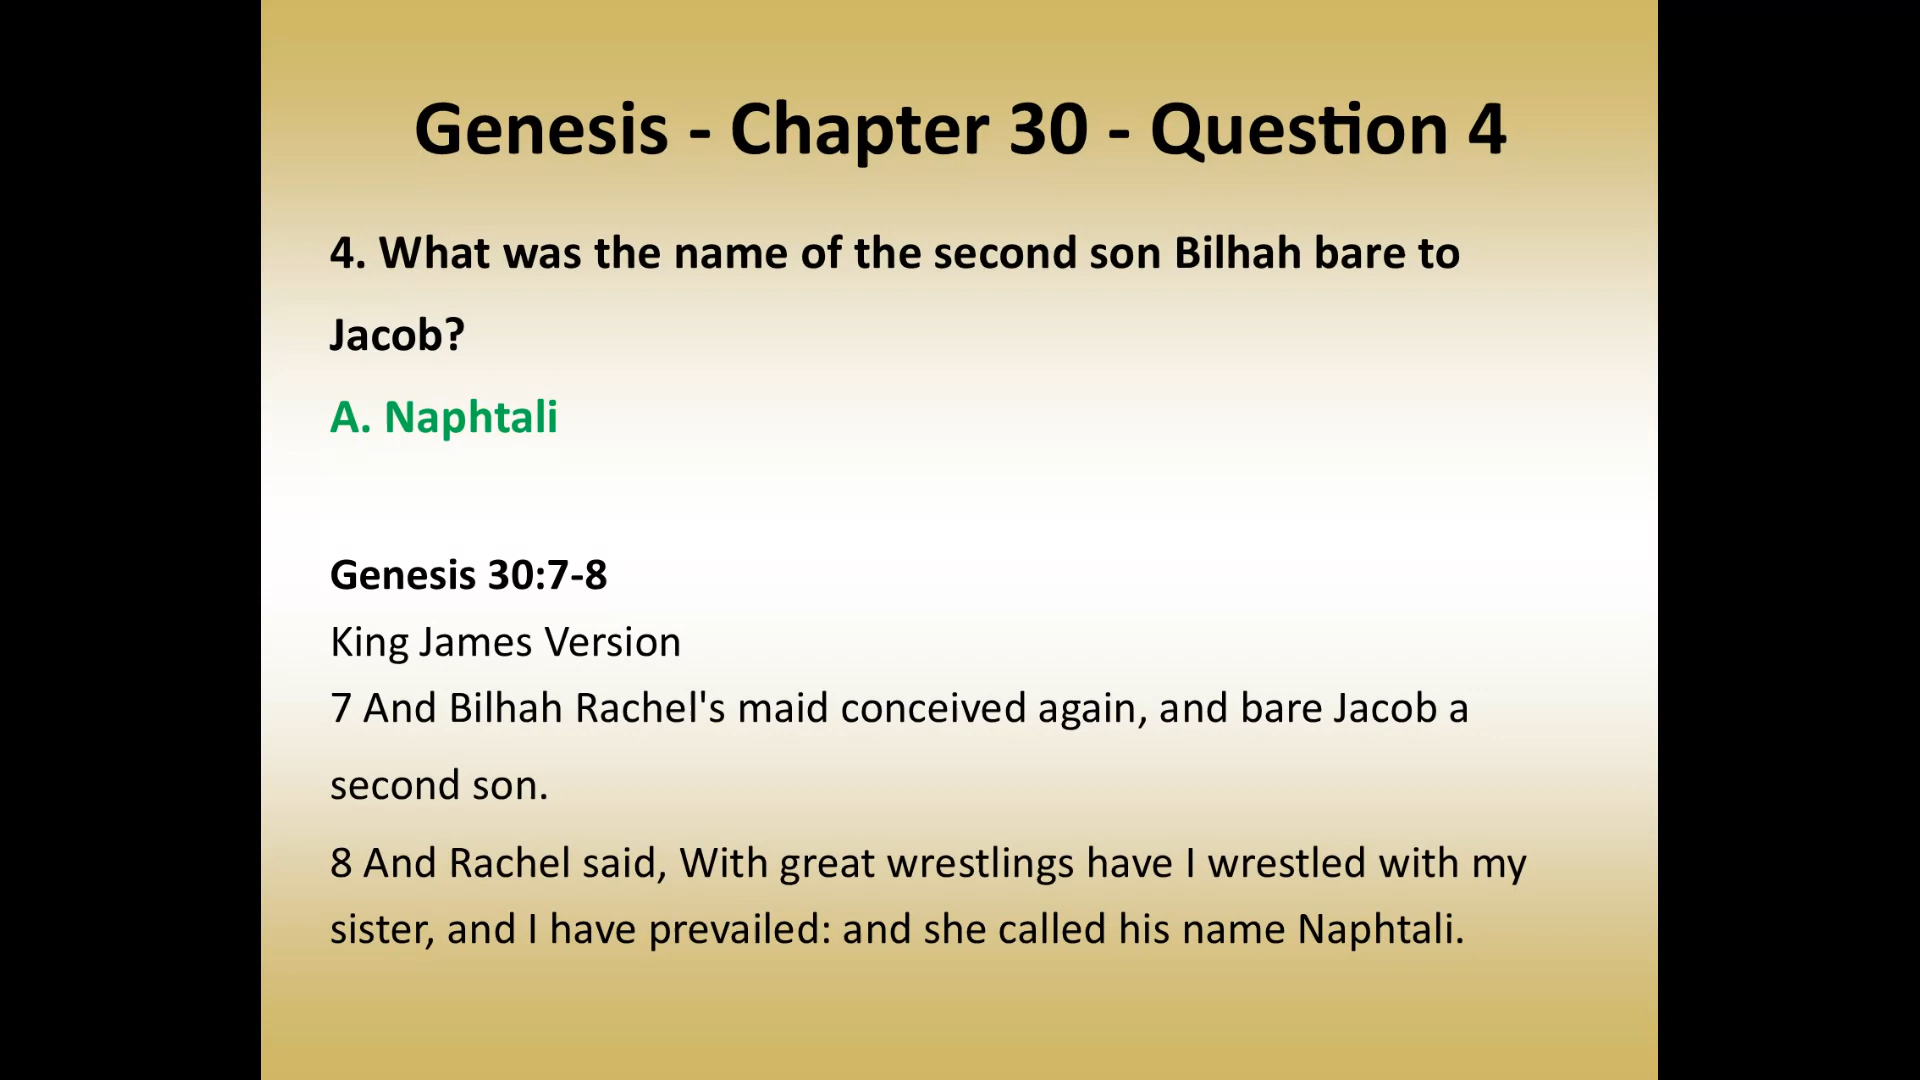 Genesis - Chapter 30 - Question 4
4. What was the name of the second son Bilhah bare to
Jacob?
A. Naphtali
Genesis 30:7-8
King James Version
7 And Bilhah Rachel's maid conceived again, and bare Jacob a
second son.
8 And Rachel said, With great wrestlings have I wrestled with my
sister, and I have prevailed: and she called his name Naphtali.